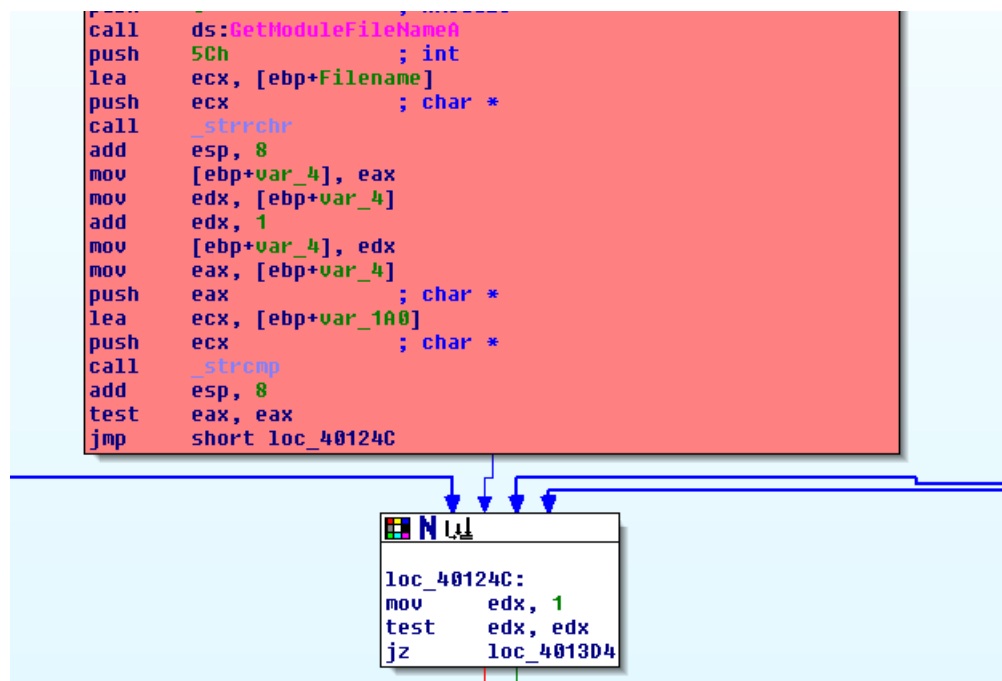 call ds:GetModuleFileNameA
push 5Ch ; int
lea ecx, [ebp+Filename]
push ecx ; char *
call _strrchr
add esp, 8
mov [ebp+var_4], eax
mov edx, [ebp+var_4]
add edx, 1
mov [ebp+var_4], edx
mov eax, [ebp+var_4]
push eax ; char *
lea ecx, [ebp+var_1A0]
push ecx ; char *
call _strcmp
add esp, 8
test eax, eax
jmp short loc_40124C
loc_40124C:
mov edx, 1
test edx, edx
jz loc_4013D4